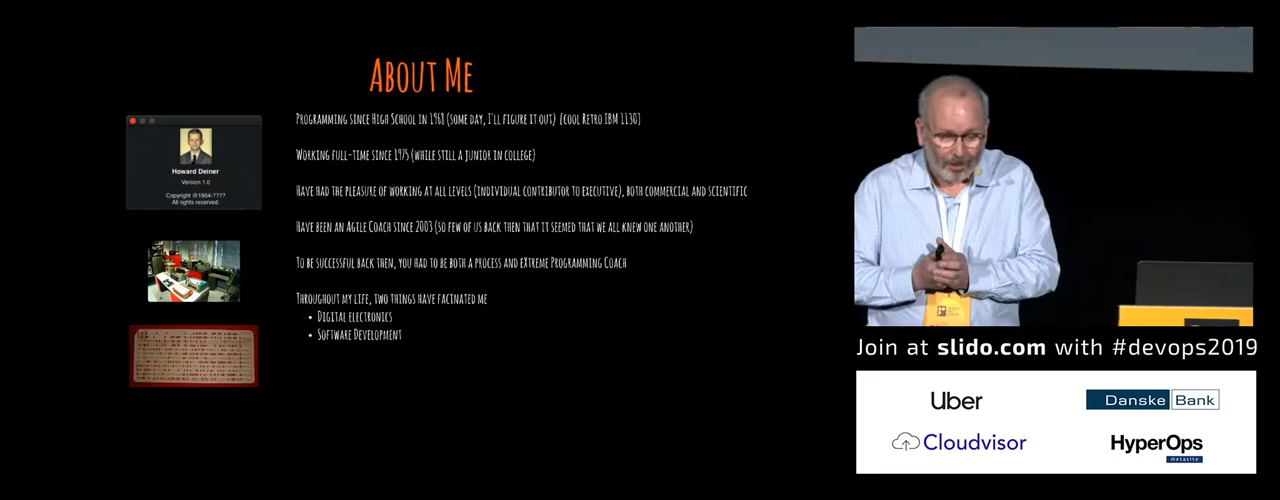 About Me
Howard Deiner
Version 1.0
Copyright @1954-????
All rights reserved.
Programming since High School in 1968 (some day, I'll figure it out) [cool Retro IBM 1130]
Working full-time since 1975 (while still a junior in college)
Have had the pleasure of working at all levels (individual contributor to executive), both commercial and scientific
Have been an Agile Coach since 2003 (so few of us back then that it seemed that we all knew one another)
To be successful back then, you had to be both a process and eXtreme Programming Coach
Throughout my life, two things have facinated me
• Digital electronics
• Software Development
Join at slido.com with #devops2019
Uber
Danske Bank
Cloudvisor
HyperOps
metasite